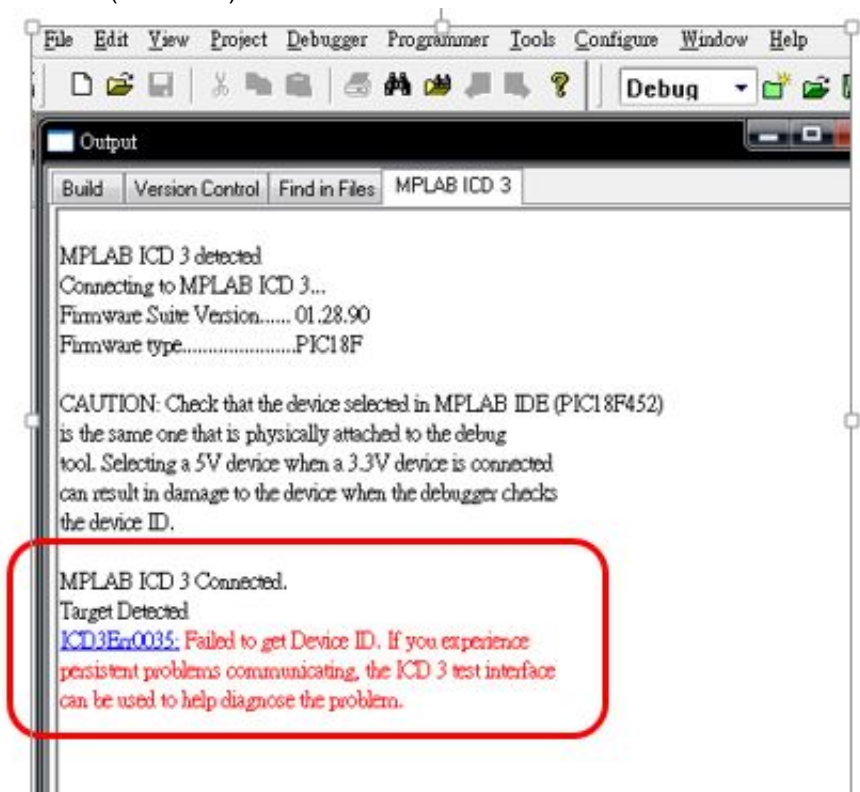 File Edit View Project Debugger Programmer Tools Configure Window Help
Debug
Output
Build Version Control Find in Files MPLAB ICD 3
MPLAB ICD 3 detected
Connecting to MPLAB ICD 3...
Firmware Suite Version...... 01.28.90
Firmware type......................PIC18F
CAUTION: Check that the device selected in MPLAB IDE (PIC18F452)
is the same one that is physically attached to the debug
tool. Selecting a 5V device when a 3.3V device is connected
can result in damage to the device when the debugger checks
the device ID.
MPLAB ICD 3 Connected.
Target Detected
ICD3Err0035: Failed to get Device ID. If you experience
persistent problems communicating, the ICD 3 test interface
can be used to help diagnose the problem.